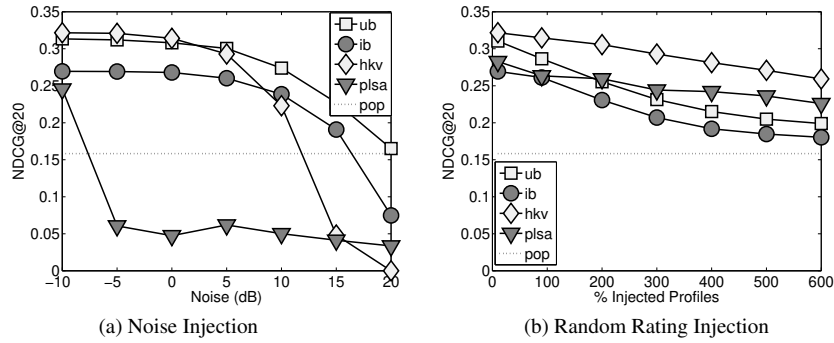 0.35
0.3
0.25
0.2
0.15
0.1
0.05
0
NDCG@20
−10 −5 0 5 10 15 20
Noise (dB)
ub
ib
hkv
plsa
pop
(a) Noise Injection
0.35
0.3
0.25
0.2
0.15
0.1
0.05
0
NDCG@20
0 100 200 300 400 500 600
% Injected Profiles
ub
ib
hkv
plsa
pop
(b) Random Rating Injection